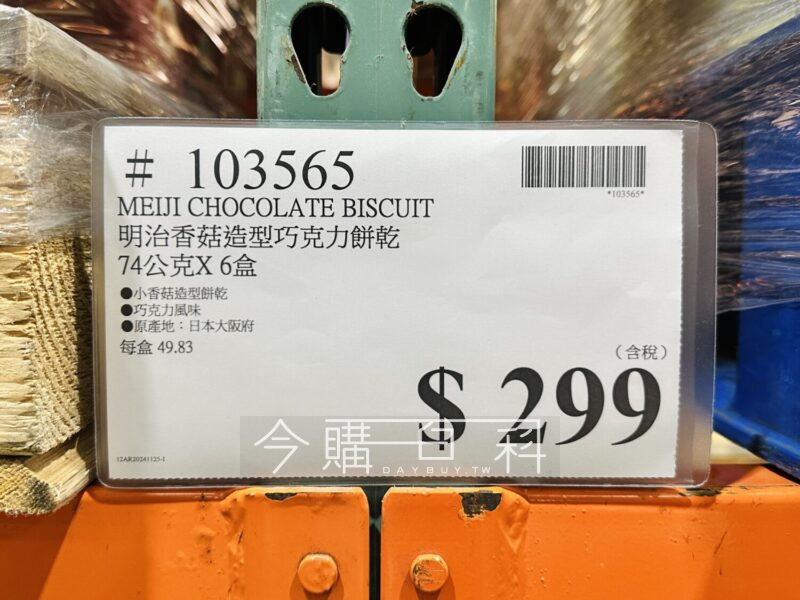 # 103565
*103565*
MEIJI CHOCOLATE BISCUIT
明治香菇造型巧克力餅乾
74公克X 6盒
●小香菇造型餅乾
●巧克力風味
●原產地：日本大阪府
每盒 49.83
（含稅）
$ 299
今購百科
DAYBUY.TW
12AR20241125-1